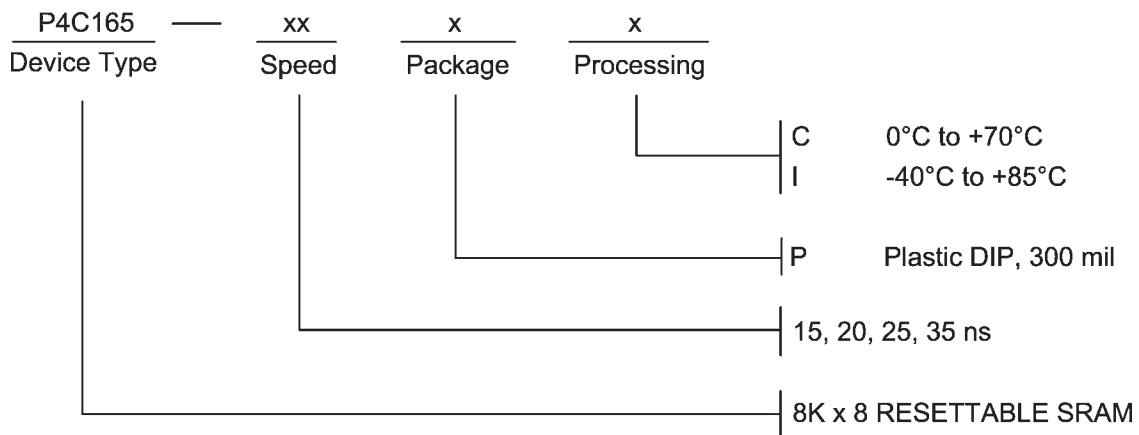 P4C165 — xx x x
Device Type Speed Package Processing
C 0°C to +70°C
I -40°C to +85°C
P Plastic DIP, 300 mil
15, 20, 25, 35 ns
8K x 8 RESETTABLE SRAM